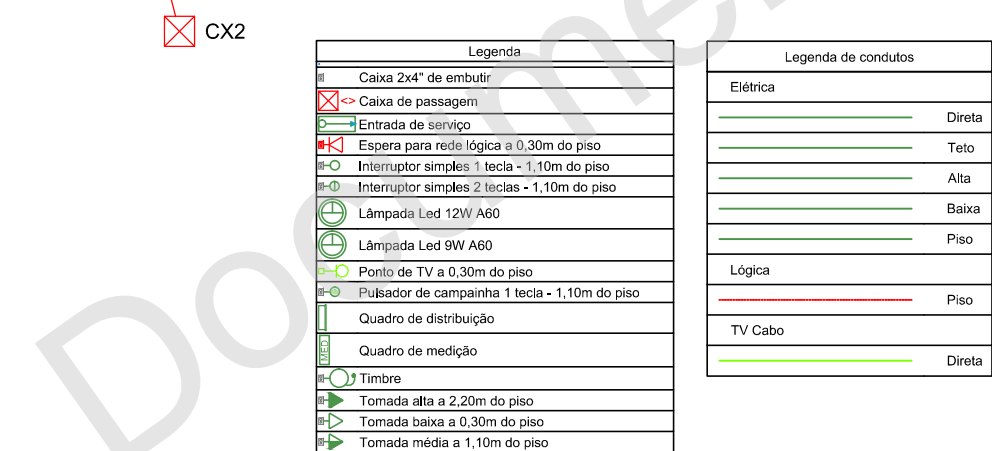 CX2
Legenda
Caixa 2x4" de embutir
<> Caixa de passagem
Entrada de serviço
Espera para rede lógica a 0,30m do piso
Interruptor simples 1 tecla - 1,10m do piso
Interruptor simples 2 teclas - 1,10m do piso
Lâmpada Led 12W A60
Lâmpada Led 9W A60
Ponto de TV a 0,30m do piso
Pulsador de campainha 1 tecla - 1,10m do piso
Quadro de distribuição
MED
Quadro de medição
Timbre
Tomada alta a 2,20m do piso
Tomada baixa a 0,30m do piso
Tomada média a 1,10m do piso
Legenda de condutos
Elétrica
Direta
Teto
Alta
Baixa
Piso
Lógica
Piso
TV Cabo
Direta
Documen